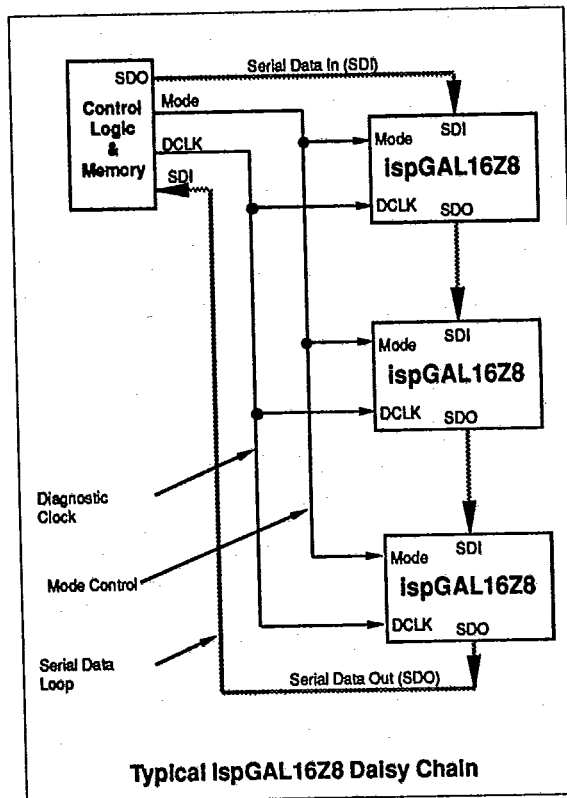 SDO
Serial Data In (SDI)
Control
Logic
&
Memory
Mode
DCLK
SDI
SDI
Mode
ispGAL16Z8
DCLK
SDO
SDI
Mode
ispGAL16Z8
DCLK
SDO
Diagnostic
Clock
SDI
Mode
ispGAL16Z8
DCLK
SDO
Mode Control
Serial Data
Loop
Serial Data Out (SDO)
Typical ispGAL16Z8 Daisy Chain